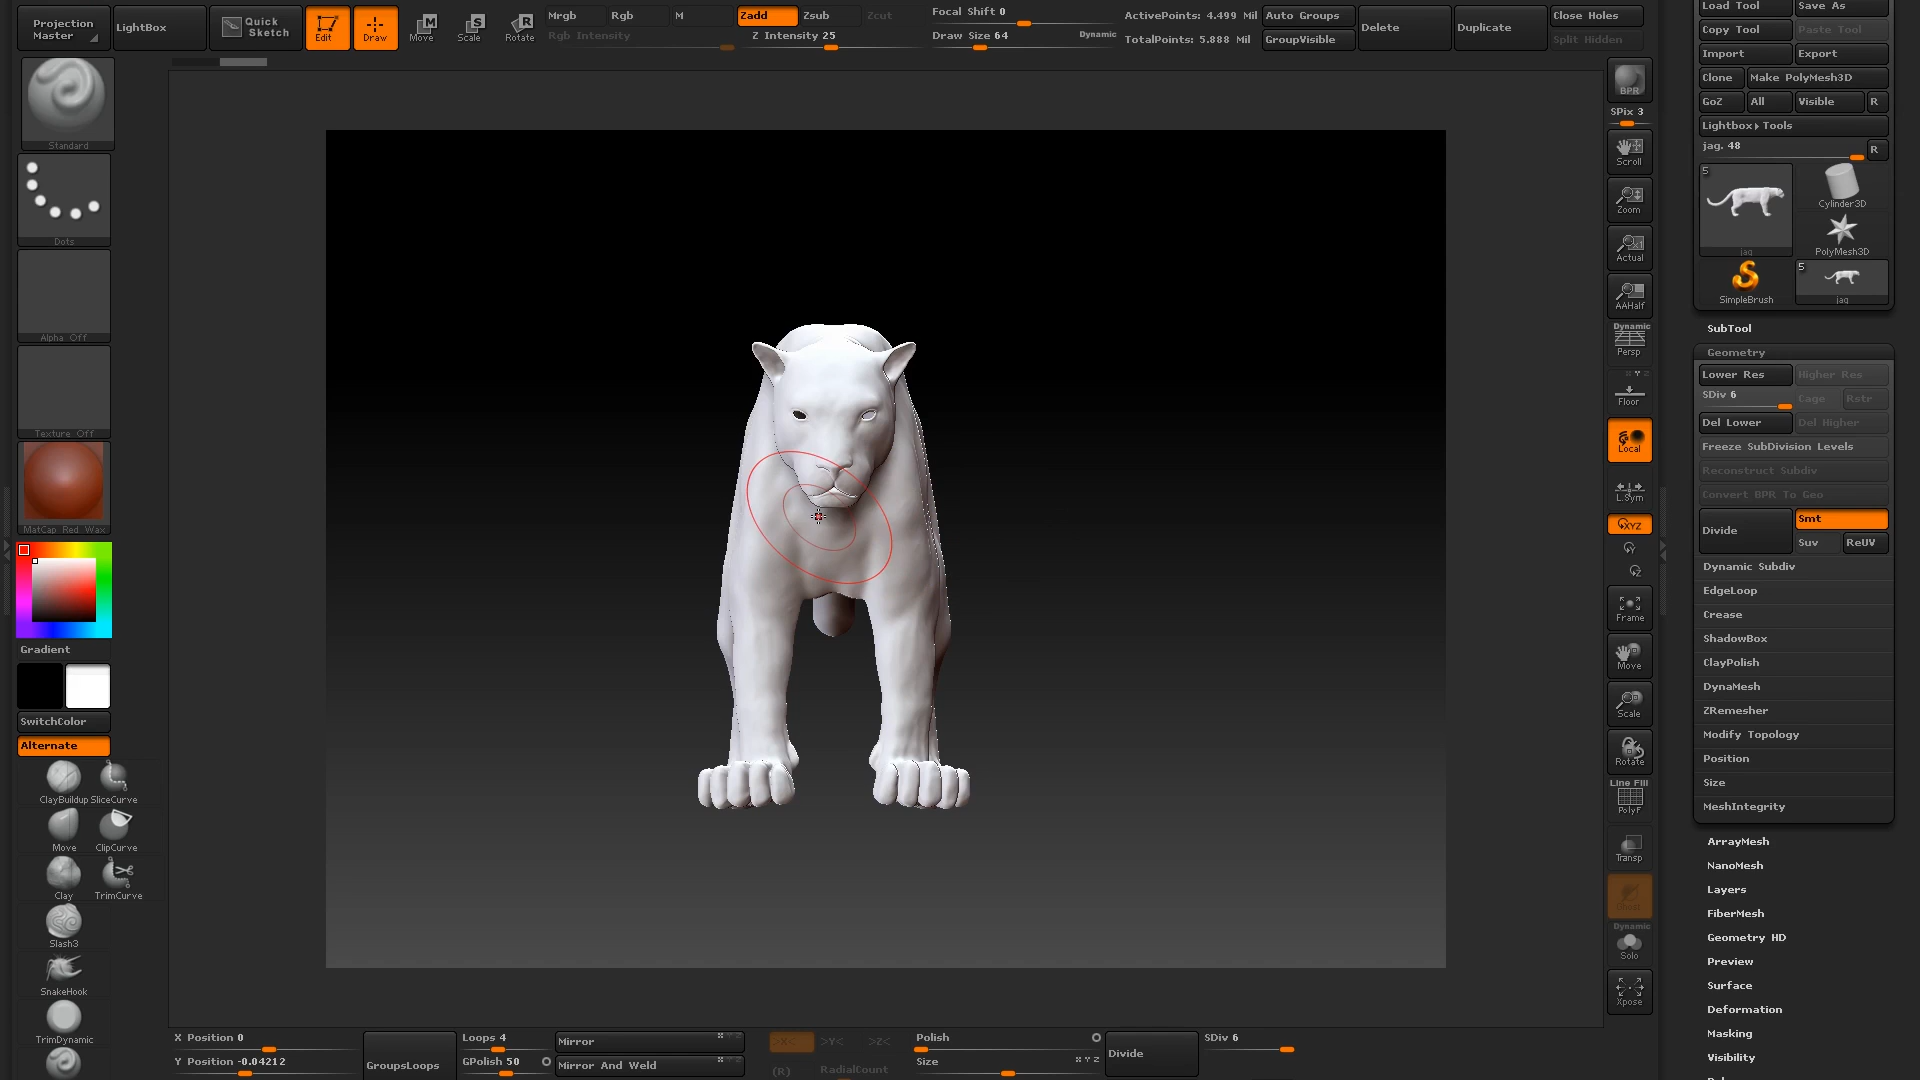 Projection Master
LightBox
Quick Sketch
Edit
Draw
Move
Scale
Rotate
Mrgb
Rgb
M
Rgb Intensity
Zadd
Zsub
Zcut
Z Intensity 25
Focal Shift 0
Draw Size 64
Dynamic
ActivePoints: 4.499 Mil
TotalPoints: 5.888 Mil
Auto Groups
GroupVisible
Delete
Duplicate
Close Holes
Split Hidden
Standard
Dots
Alpha Off
Texture Off
MatCap Red Wax
Gradient
SwitchColor
Alternate
ClayBuildup
SliceCurve
Move
ClipCurve
Clay
TrimCurve
Slash3
SnakeHook
TrimDynamic
BPR
SPix 3
Scroll
Zoom
Actual
AAHalf
Dynamic
Persp
Floor
Local
L.Sym
XYZ
Frame
Move
Scale
Rotate
Line Fill
PolyF
Transp
Ghost
Dynamic
Solo
Xpose
Load Tool
Save As
Copy Tool
Paste Tool
Import
Export
Clone
Make PolyMesh3D
GoZ
All
Visible
R
Lightbox▸Tools
jag. 48
R
5
jag
Cylinder3D
PolyMesh3D
SimpleBrush
5
jag
SubTool
Geometry
Lower Res
Higher Res
SDiv 6
Cage
Rstr
Del Lower
Del Higher
Freeze SubDivision Levels
Reconstruct Subdiv
Convert BPR To Geo
Divide
Smt
Suv
ReUV
Dynamic Subdiv
EdgeLoop
Crease
ShadowBox
ClayPolish
DynaMesh
ZRemesher
Modify Topology
Position
Size
MeshIntegrity
ArrayMesh
NanoMesh
Layers
FiberMesh
Geometry HD
Preview
Surface
Deformation
Masking
Visibility
X Position 0
Y Position -0.04212
GroupsLoops
Loops 4
GPolish 50
Mirror
Mirror And Weld
>X<
>Y<
>Z<
(R)
RadialCount
Polish
Size
X Y Z
Divide
SDiv 6